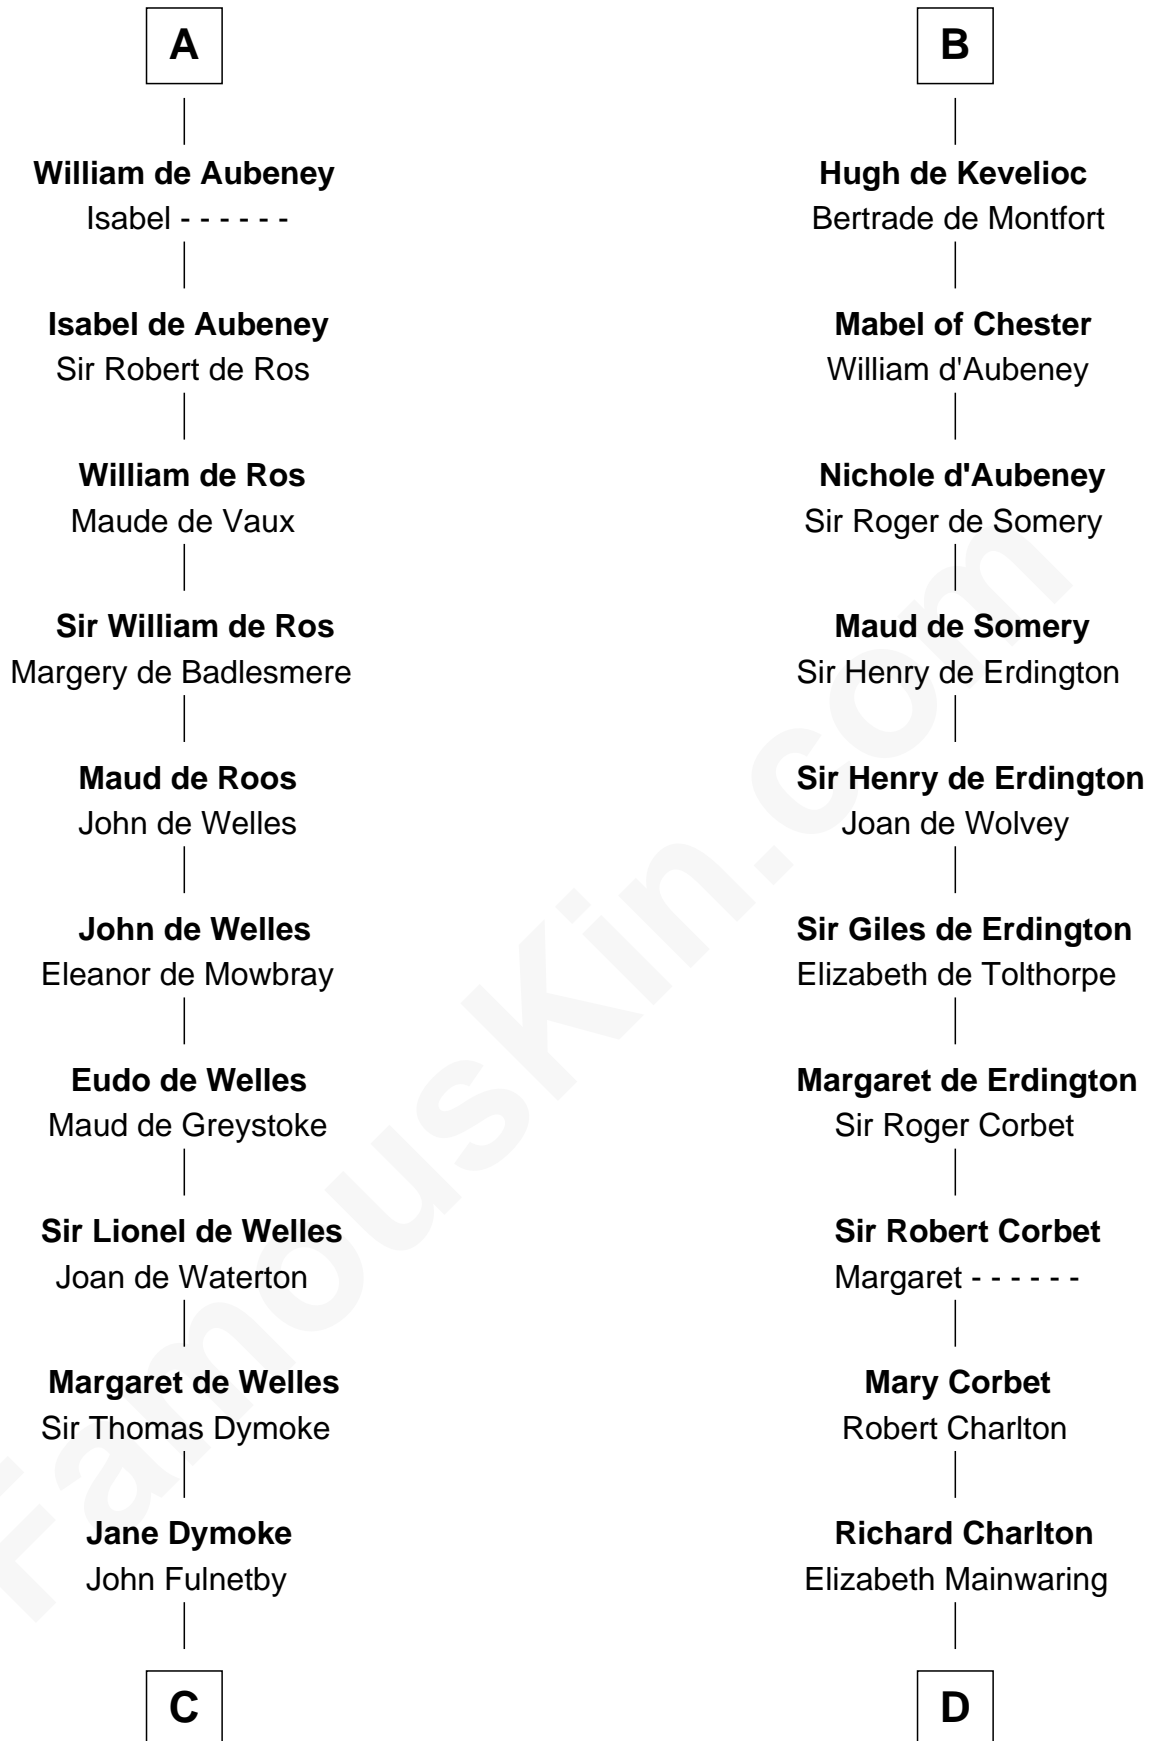 A
William de Aubeney
Isabel - - - - - -
Isabel de Aubeney
Sir Robert de Ros
William de Ros
Maude de Vaux
Sir William de Ros
Margery de Badlesmere
Maud de Roos
John de Welles
John de Welles
Eleanor de Mowbray
Eudo de Welles
Maud de Greystoke
Sir Lionel de Welles
Joan de Waterton
Margaret de Welles
Sir Thomas Dymoke
Jane Dymoke
John Fulnetby
C
B
Hugh de Kevelioc
Bertrade de Montfort
Mabel of Chester
William d'Aubeney
Nichole d'Aubeney
Sir Roger de Somery
Maud de Somery
Sir Henry de Erdington
Sir Henry de Erdington
Joan de Wolvey
Sir Giles de Erdington
Elizabeth de Tolthorpe
Margaret de Erdington
Sir Roger Corbet
Sir Robert Corbet
Margaret - - - - - -
Mary Corbet
Robert Charlton
Richard Charlton
Elizabeth Mainwaring
D
FamousKin.com